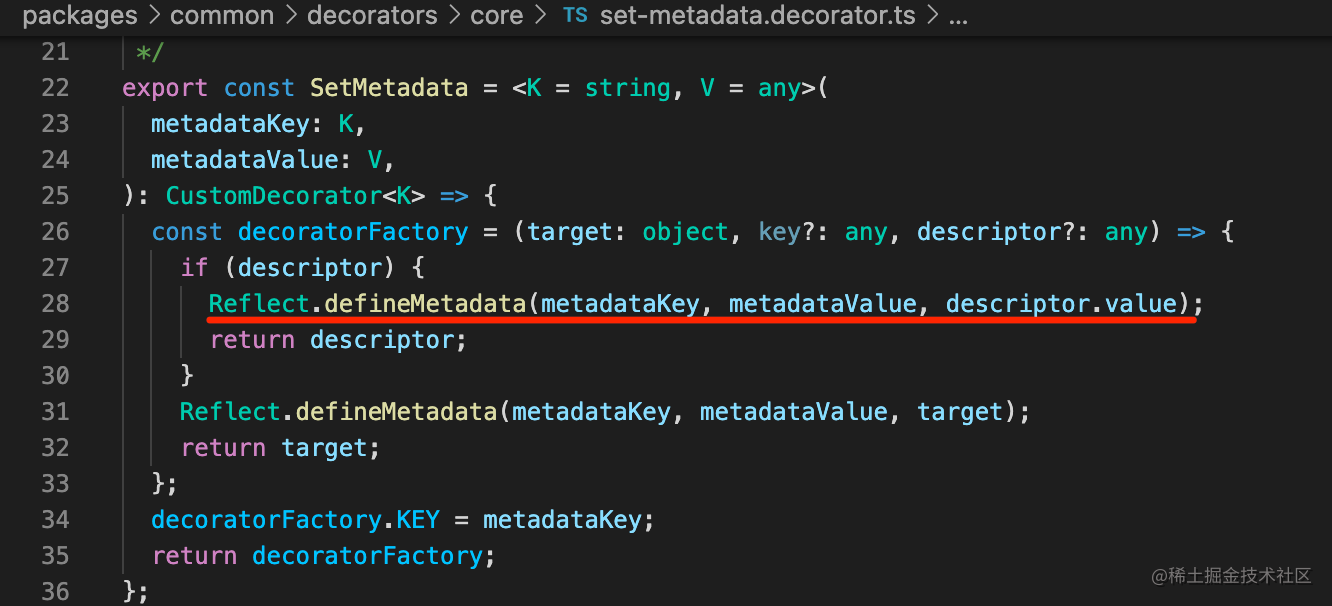 packages > common > decorators > core > TS set-metadata.decorator.ts > ...
21 */
22 export const SetMetadata = <K = string, V = any>(
23   metadataKey: K,
24   metadataValue: V,
25 ): CustomDecorator<K> => {
26   const decoratorFactory = (target: object, key?: any, descriptor?: any) => {
27     if (descriptor) {
28       Reflect.defineMetadata(metadataKey, metadataValue, descriptor.value);
29       return descriptor;
30     }
31     Reflect.defineMetadata(metadataKey, metadataValue, target);
32     return target;
33   };
34   decoratorFactory.KEY = metadataKey;
35   return decoratorFactory;
36 };
@稀土掘金技术社区